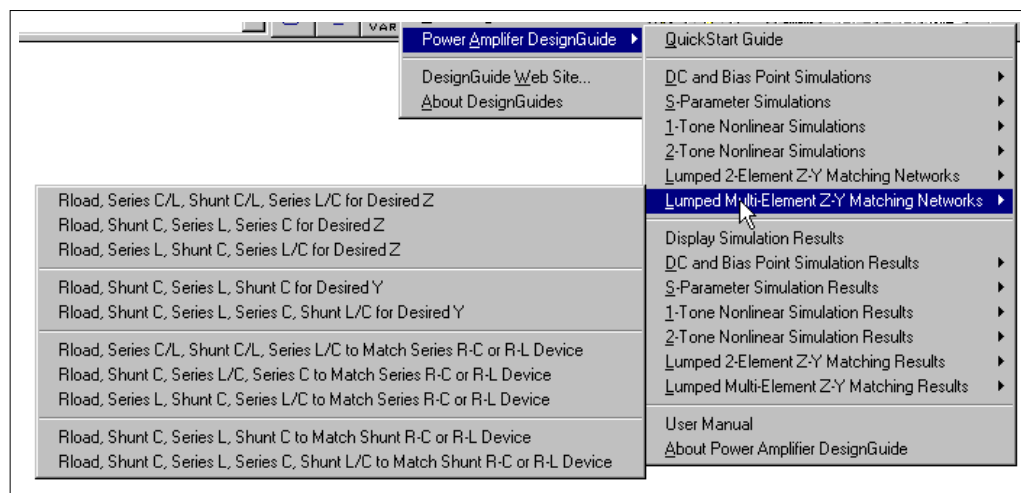 VAR
Power Amplifer DesignGuide
DesignGuide Web Site...
About DesignGuides
QuickStart Guide
DC and Bias Point Simulations
S-Parameter Simulations
1-Tone Nonlinear Simulations
2-Tone Nonlinear Simulations
Lumped 2-Element Z-Y Matching Networks
Lumped Multi-Element Z-Y Matching Networks
Display Simulation Results
DC and Bias Point Simulation Results
S-Parameter Simulation Results
1-Tone Nonlinear Simulation Results
2-Tone Nonlinear Simulation Results
Lumped 2-Element Z-Y Matching Results
Lumped Multi-Element Z-Y Matching Results
User Manual
About Power Amplifier DesignGuide
Rload, Series C/L, Shunt C/L, Series L/C for Desired Z
Rload, Shunt C, Series L, Series C for Desired Z
Rload, Series L, Shunt C, Series L/C for Desired Z
Rload, Shunt C, Series L, Shunt C for Desired Y
Rload, Shunt C, Series L, Series C, Shunt L/C for Desired Y
Rload, Series C/L, Shunt C/L, Series L/C to Match Series R-C or R-L Device
Rload, Shunt C, Series L/C, Series C to Match Series R-C or R-L Device
Rload, Series L, Shunt C, Series L/C to Match Series R-C or R-L Device
Rload, Shunt C, Series L, Shunt C to Match Shunt R-C or R-L Device
Rload, Shunt C, Series L, Series C, Shunt L/C to Match Shunt R-C or R-L Device